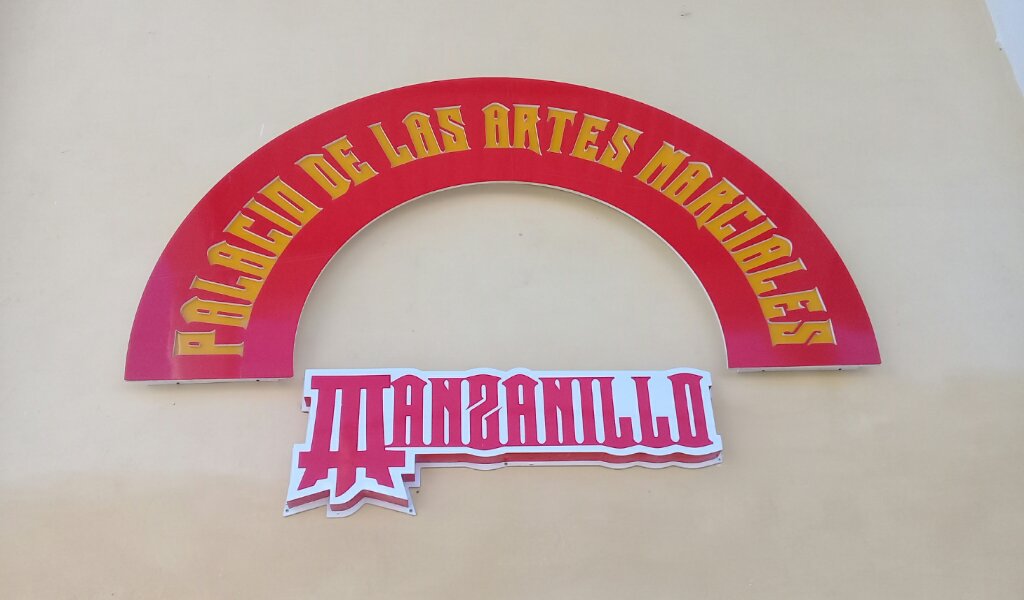 PALACIO DE LAS ARTES MARCIALES
MANZANILLO